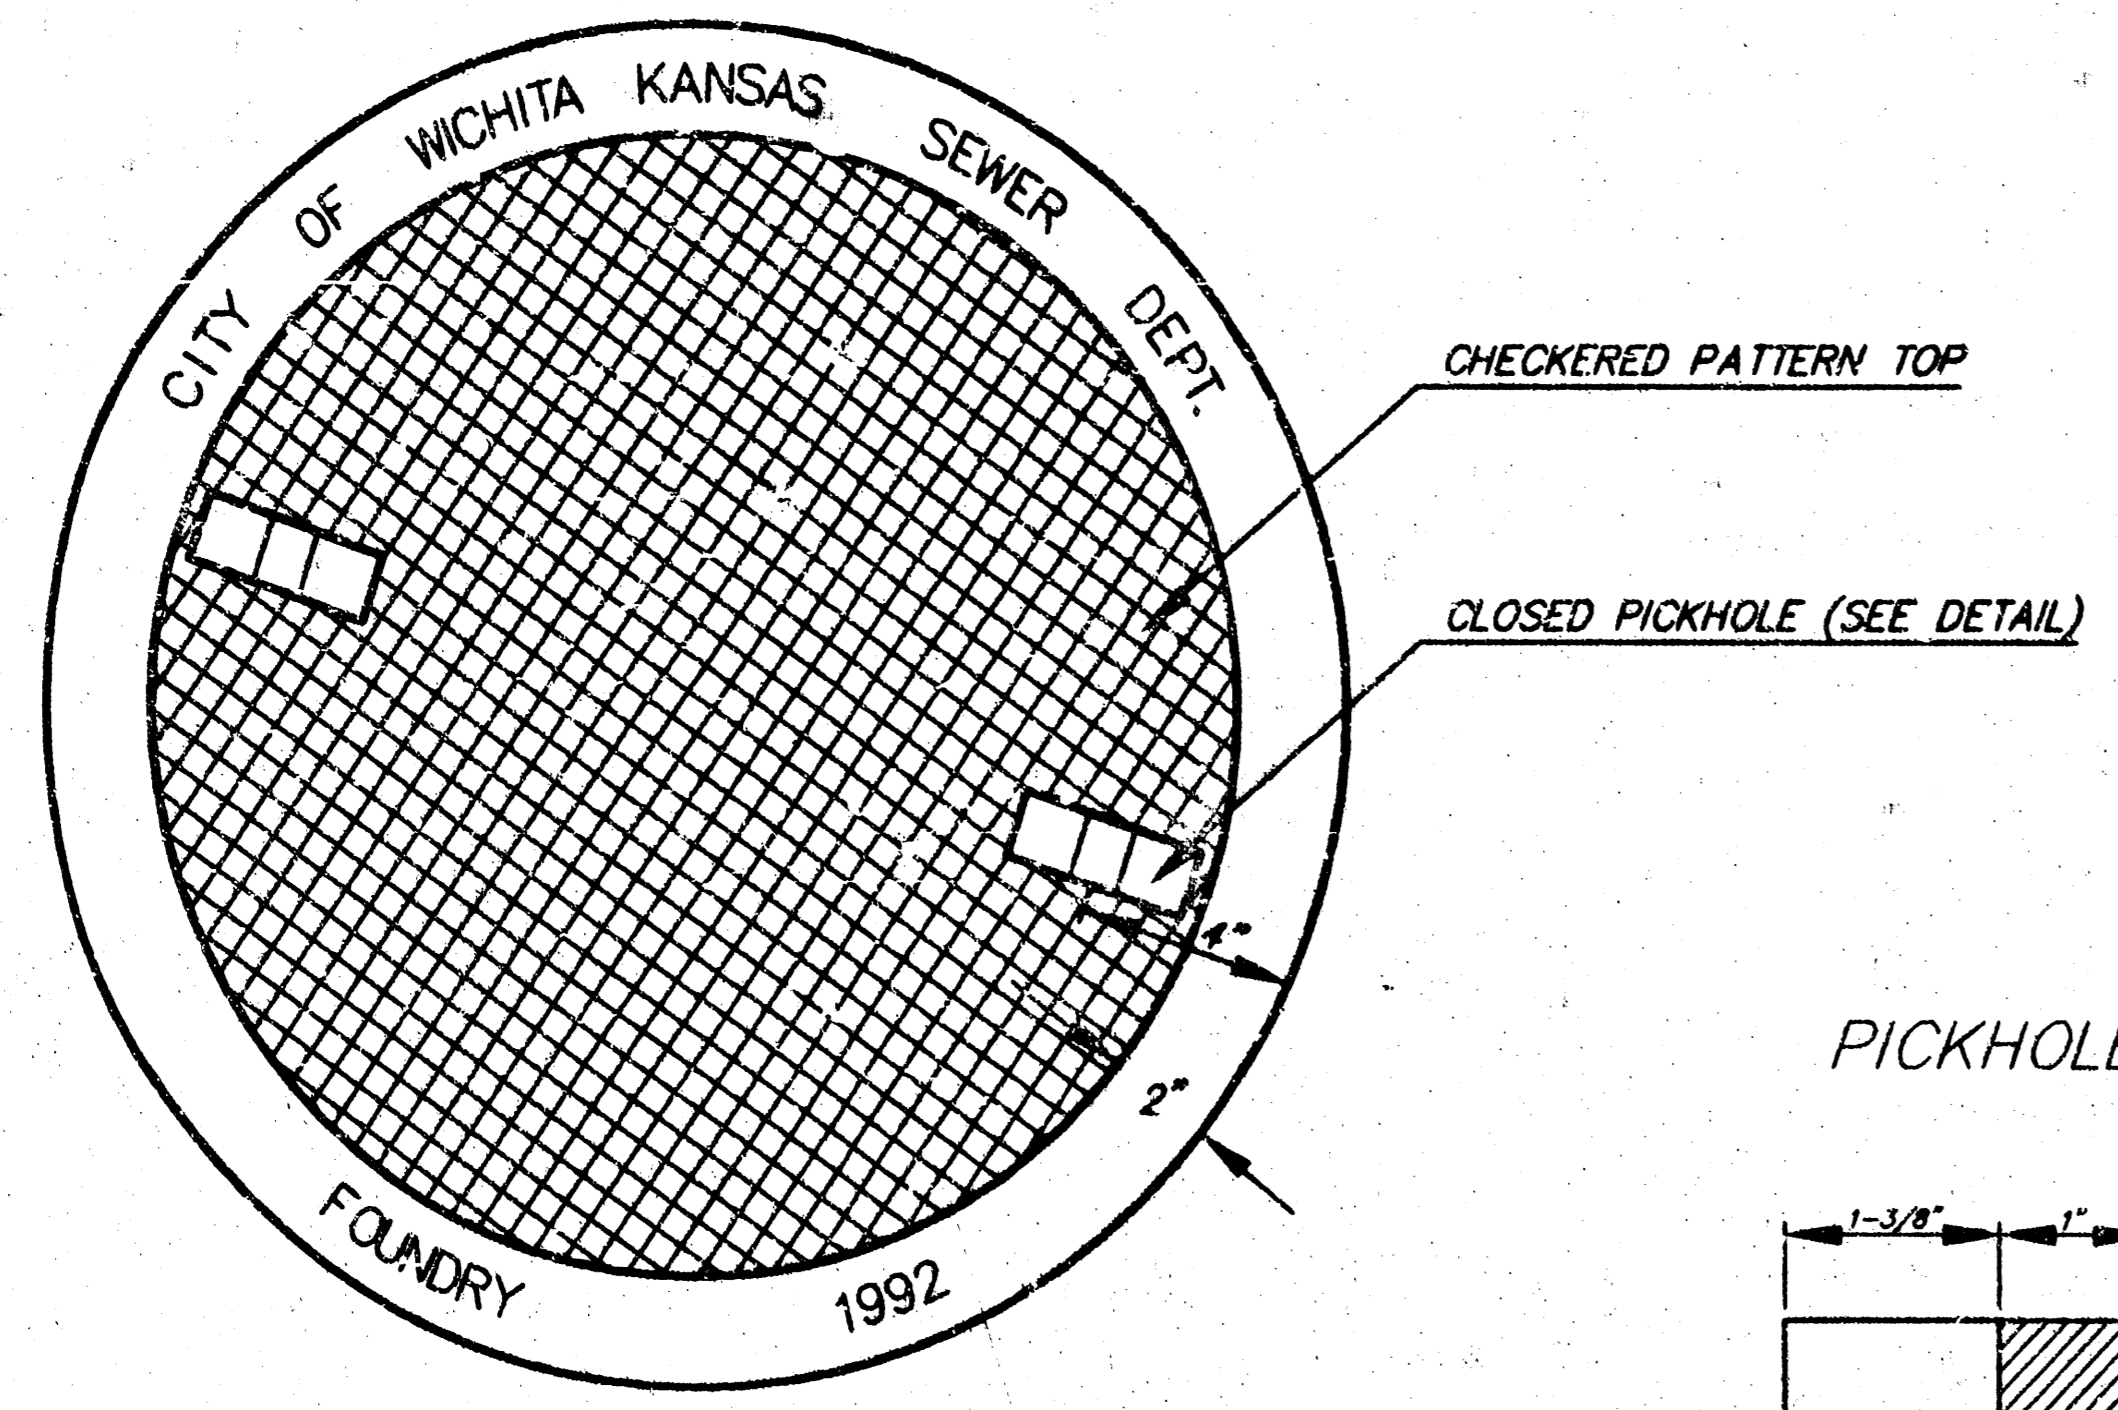 CITY OF WICHITA KANSAS SEWER DEPT.
CHECKERED PATTERN TOP
CLOSED PICKHOLE (SEE DETAIL)
4"
2"
PICKHOLE
1-3/8" 1"
FOUNDRY 1992